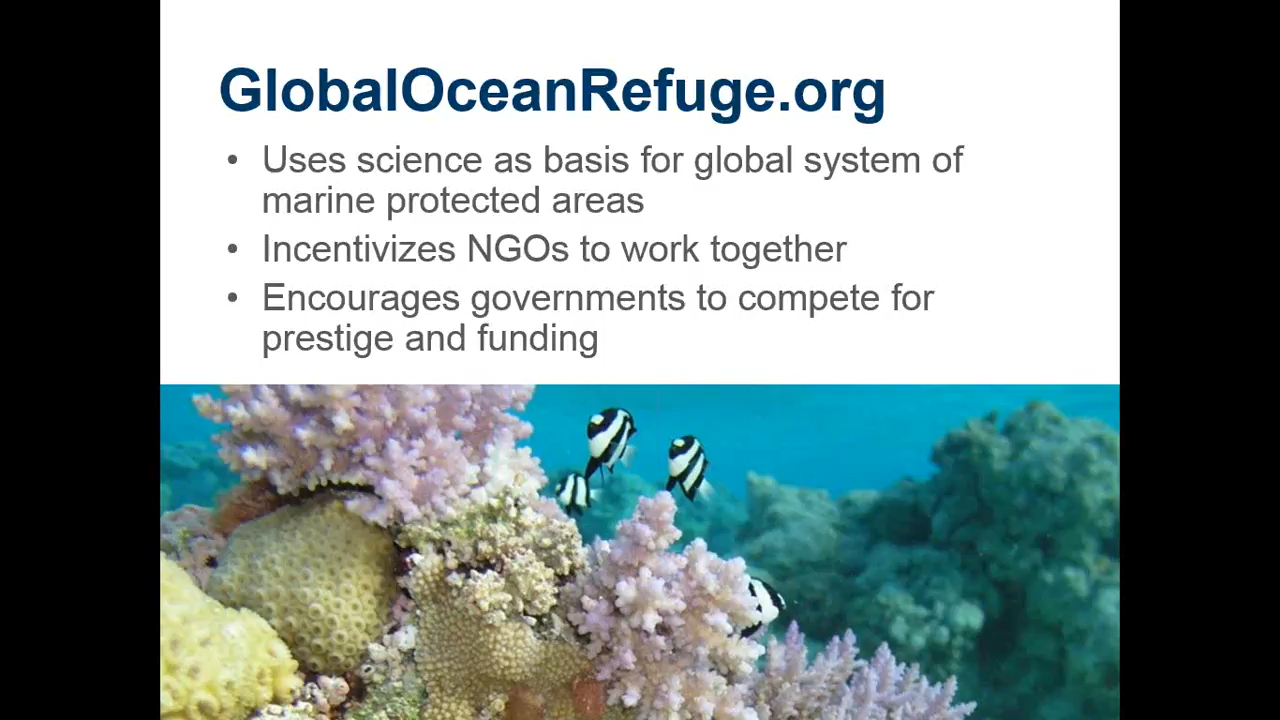 GlobalOceanRefuge.org
• Uses science as basis for global system of
marine protected areas
• Incentivizes NGOs to work together
• Encourages governments to compete for
prestige and funding